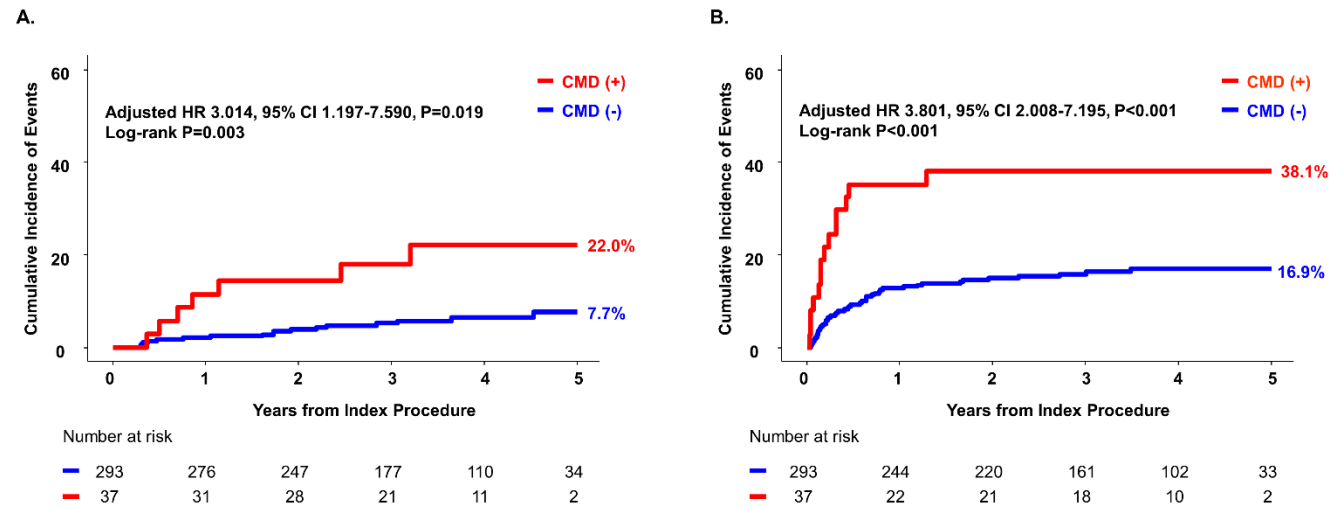 A.
60
40
20
0
Cumulative Incidence of Events
CMD (+)
CMD (-)
Adjusted HR 3.014, 95% CI 1.197-7.590, P=0.019
Log-rank P=0.003
22.0%
7.7%
0 1 2 3 4 5
Years from Index Procedure
Number at risk
293 276 247 177 110 34
37 31 28 21 11 2
B.
60
40
20
0
Cumulative Incidence of Events
CMD (+)
CMD (-)
Adjusted HR 3.801, 95% CI 2.008-7.195, P<0.001
Log-rank P<0.001
38.1%
16.9%
0 1 2 3 4 5
Years from Index Procedure
Number at risk
293 244 220 161 102 33
37 22 21 18 10 2